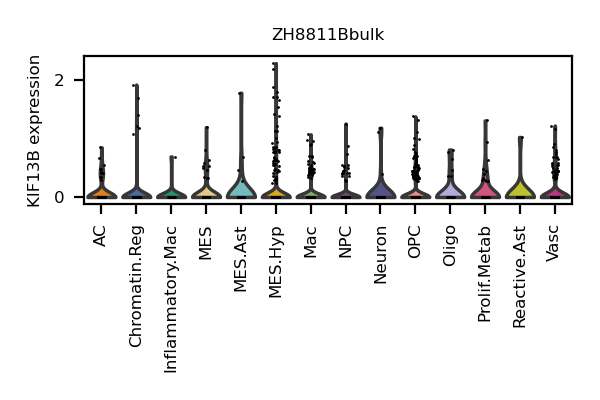 ZH8811Bbulk
KIF13B expression
2
0
AC
Chromatin.Reg
Inflammatory.Mac
MES
MES.Ast
MES.Hyp
Mac
NPC
Neuron
OPC
Oligo
Prolif.Metab
Reactive.Ast
Vasc